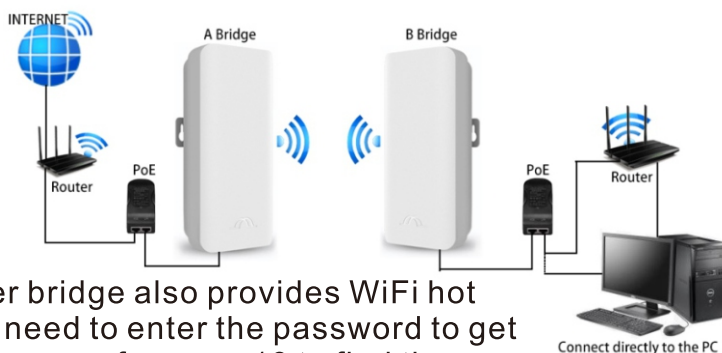 INTERNET
A Bridge
B Bridge
Router
PoE
PoE
Router
er bridge also provides WiFi hot
need to enter the password to get
Connect directly to the PC